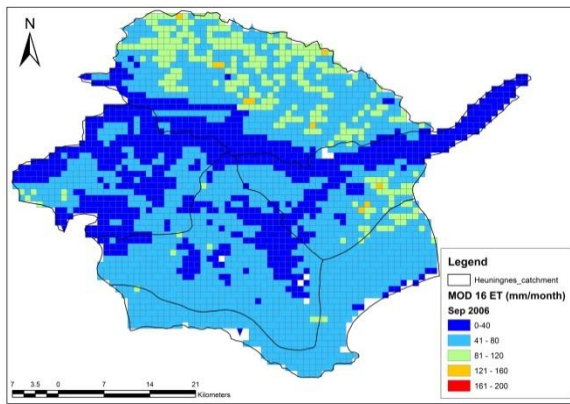 N
Legend
Heuningnes_catchment
MOD 16 ET (mm/month)
Sep 2006
0-40
41 - 80
81 - 120
121 - 160
161 - 200
7 3.5 0 7 14 21
Kilometers